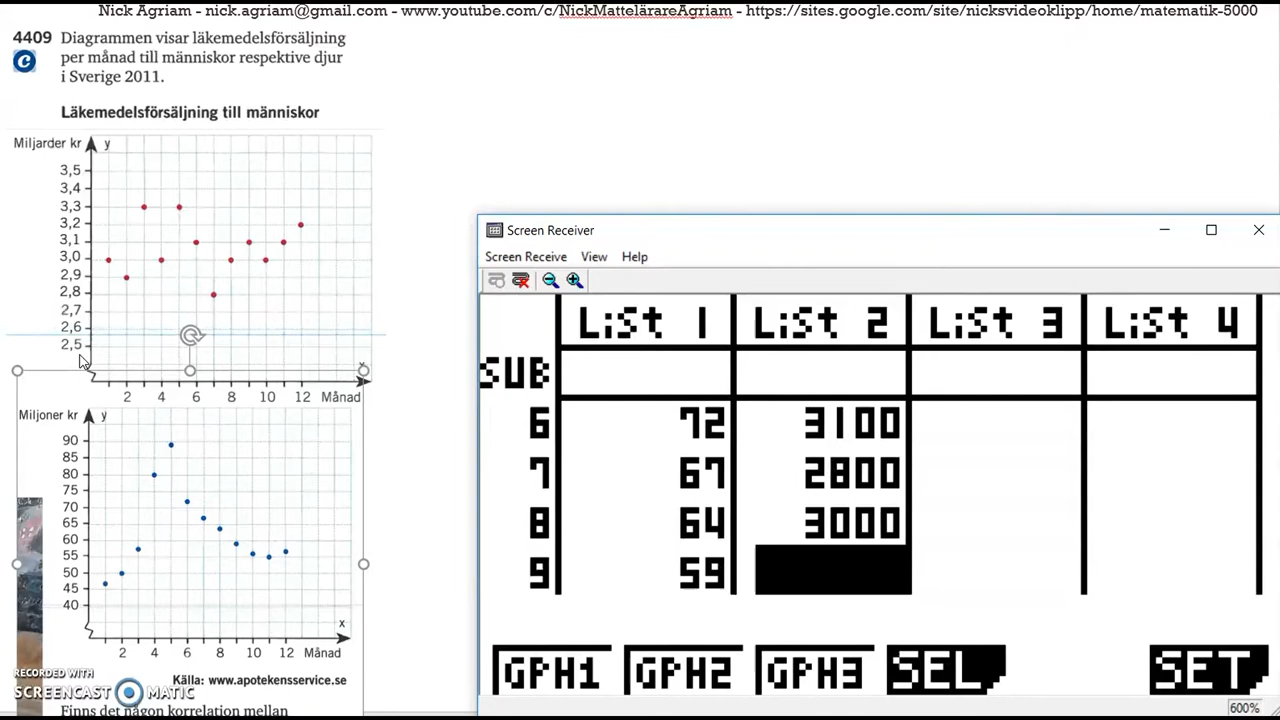 Nick Agriam - nick.agriam@gmail.com - www.youtube.com/c/NickMattelärareAgriam - https://sites.google.com/site/nicksvideoklipp/home/matematik-5000
4409 Diagrammen visar läkemedelsförsäljning
per månad till människor respektive djur
i Sverige 2011.
Läkemedelsförsäljning till människor
Miljarder kr y
3,5
3,4
3,3
3,2
3,1
3,0
2,9
2,8
2,7
2,6
2,5
x
2 4 6 8 10 12 Månad
Miljoner kr y
90
85
80
75
70
65
60
55
50
45
40
x
2 4 6 8 10 12 Månad
Källa: www.apotekensservice.se
Finns det någon korrelation mellan
RECORDED WITH
SCREENCAST MATIC
Screen Receiver
Screen Receive View Help
List 1 List 2 List 3 List 4
SUB
6 72 3100
7 67 2800
8 64 3000
9 59
GPH1 GPH2 GPH3 SEL SET
600%